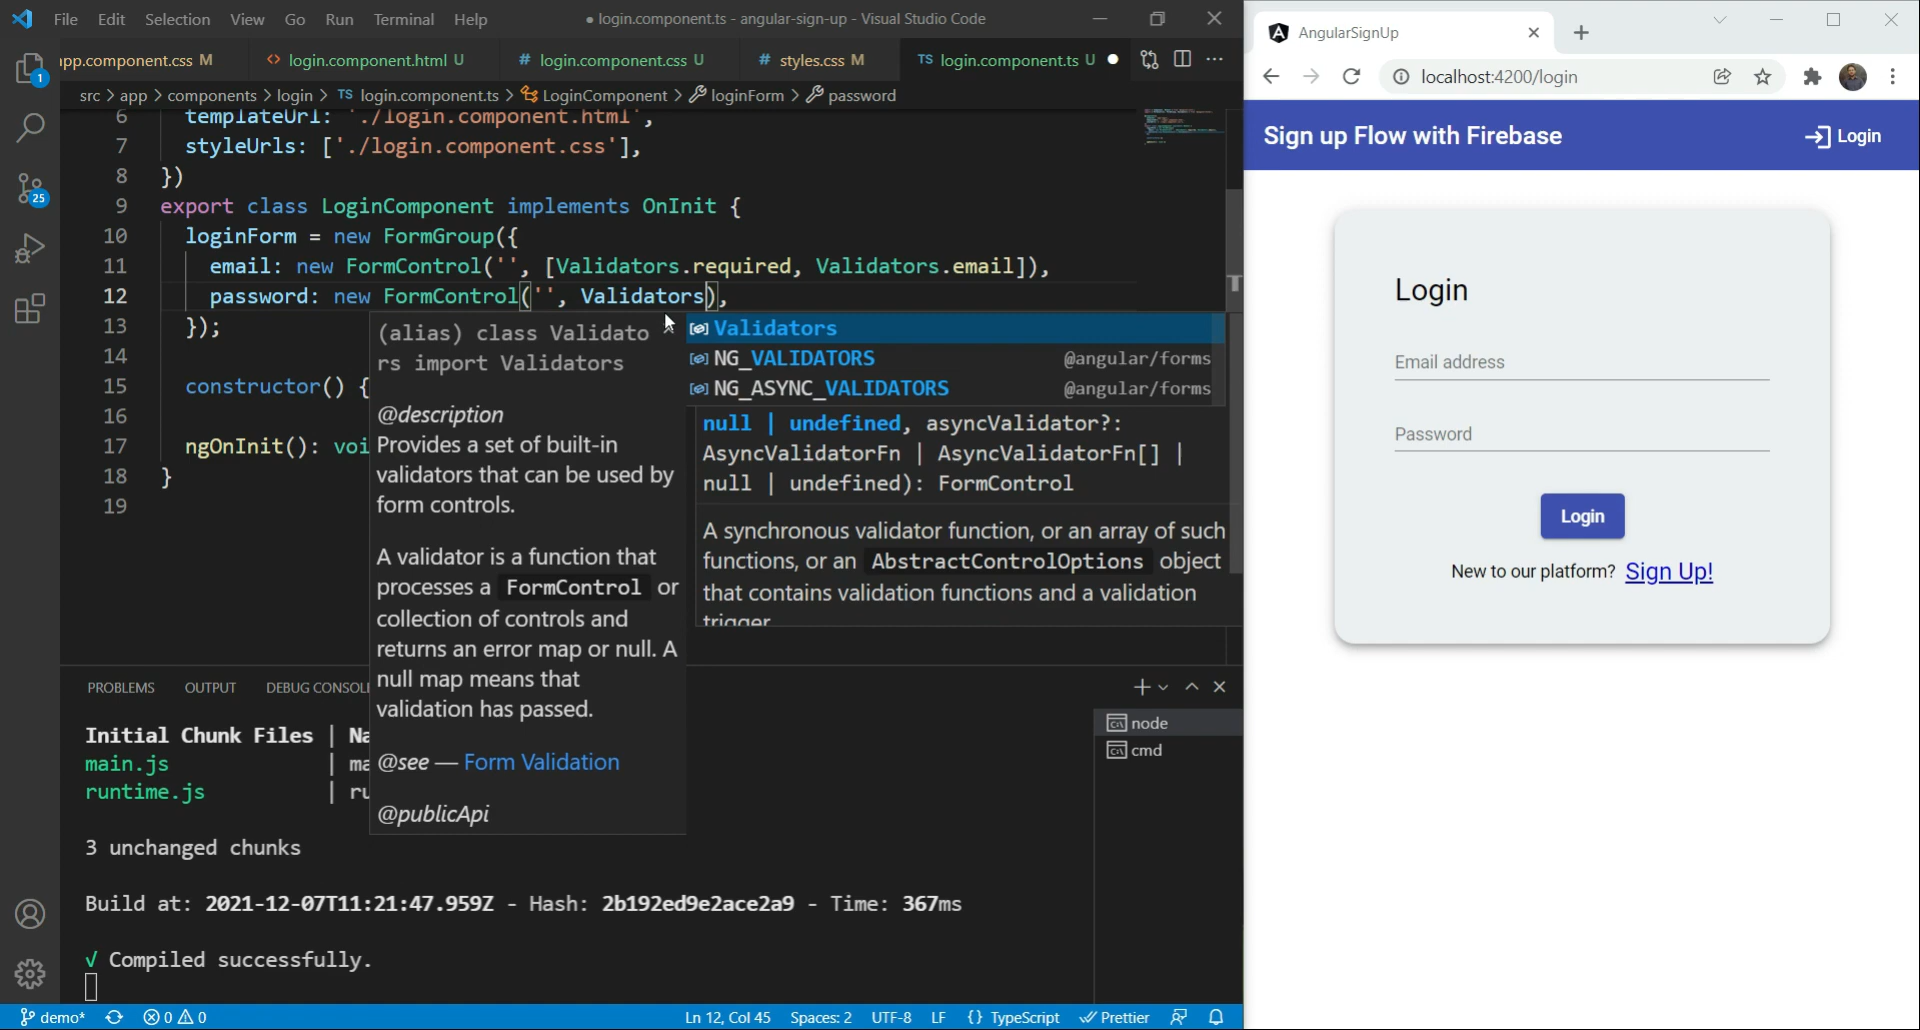 File Edit Selection View Go Run Terminal Help
● login.component.ts - angular-sign-up - Visual Studio Code
app.component.css M
<> login.component.html U
# login.component.css U
# styles.css M
TS login.component.ts U
src > app > components > login > TS login.component.ts > LoginComponent > loginForm > password
6 templateUrl: './login.component.html',
7 styleUrls: ['./login.component.css'],
8 })
9 export class LoginComponent implements OnInit {
10 loginForm = new FormGroup({
11 email: new FormControl('', [Validators.required, Validators.email]),
12 password: new FormControl('', Validators),
13 });
14
15 constructor() {
16
17 ngOnInit(): voi
18 }
19
(alias) class Validato
rs import Validators
@description
Provides a set of built-in
validators that can be used by
form controls.
A validator is a function that
processes a FormControl or
collection of controls and
returns an error map or null. A
null map means that
validation has passed.
@see — Form Validation
@publicApi
Validators
NG_VALIDATORS @angular/forms
NG_ASYNC_VALIDATORS @angular/forms
null | undefined, asyncValidator?:
AsyncValidatorFn | AsyncValidatorFn[] |
null | undefined): FormControl
A synchronous validator function, or an array of such
functions, or an AbstractControlOptions object
that contains validation functions and a validation
trigger
PROBLEMS OUTPUT DEBUG CONSOLE
node
cmd
Initial Chunk Files | Na
main.js | ma
runtime.js | ru
3 unchanged chunks
Build at: 2021-12-07T11:21:47.959Z - Hash: 2b192ed9e2ace2a9 - Time: 367ms
√ Compiled successfully.
1
25
demo* 0 0
Ln 12, Col 45 Spaces: 2 UTF-8 LF {} TypeScript Prettier
AngularSignUp
localhost:4200/login
Sign up Flow with Firebase
Login
Login
Email address
Password
Login
New to our platform? Sign Up!